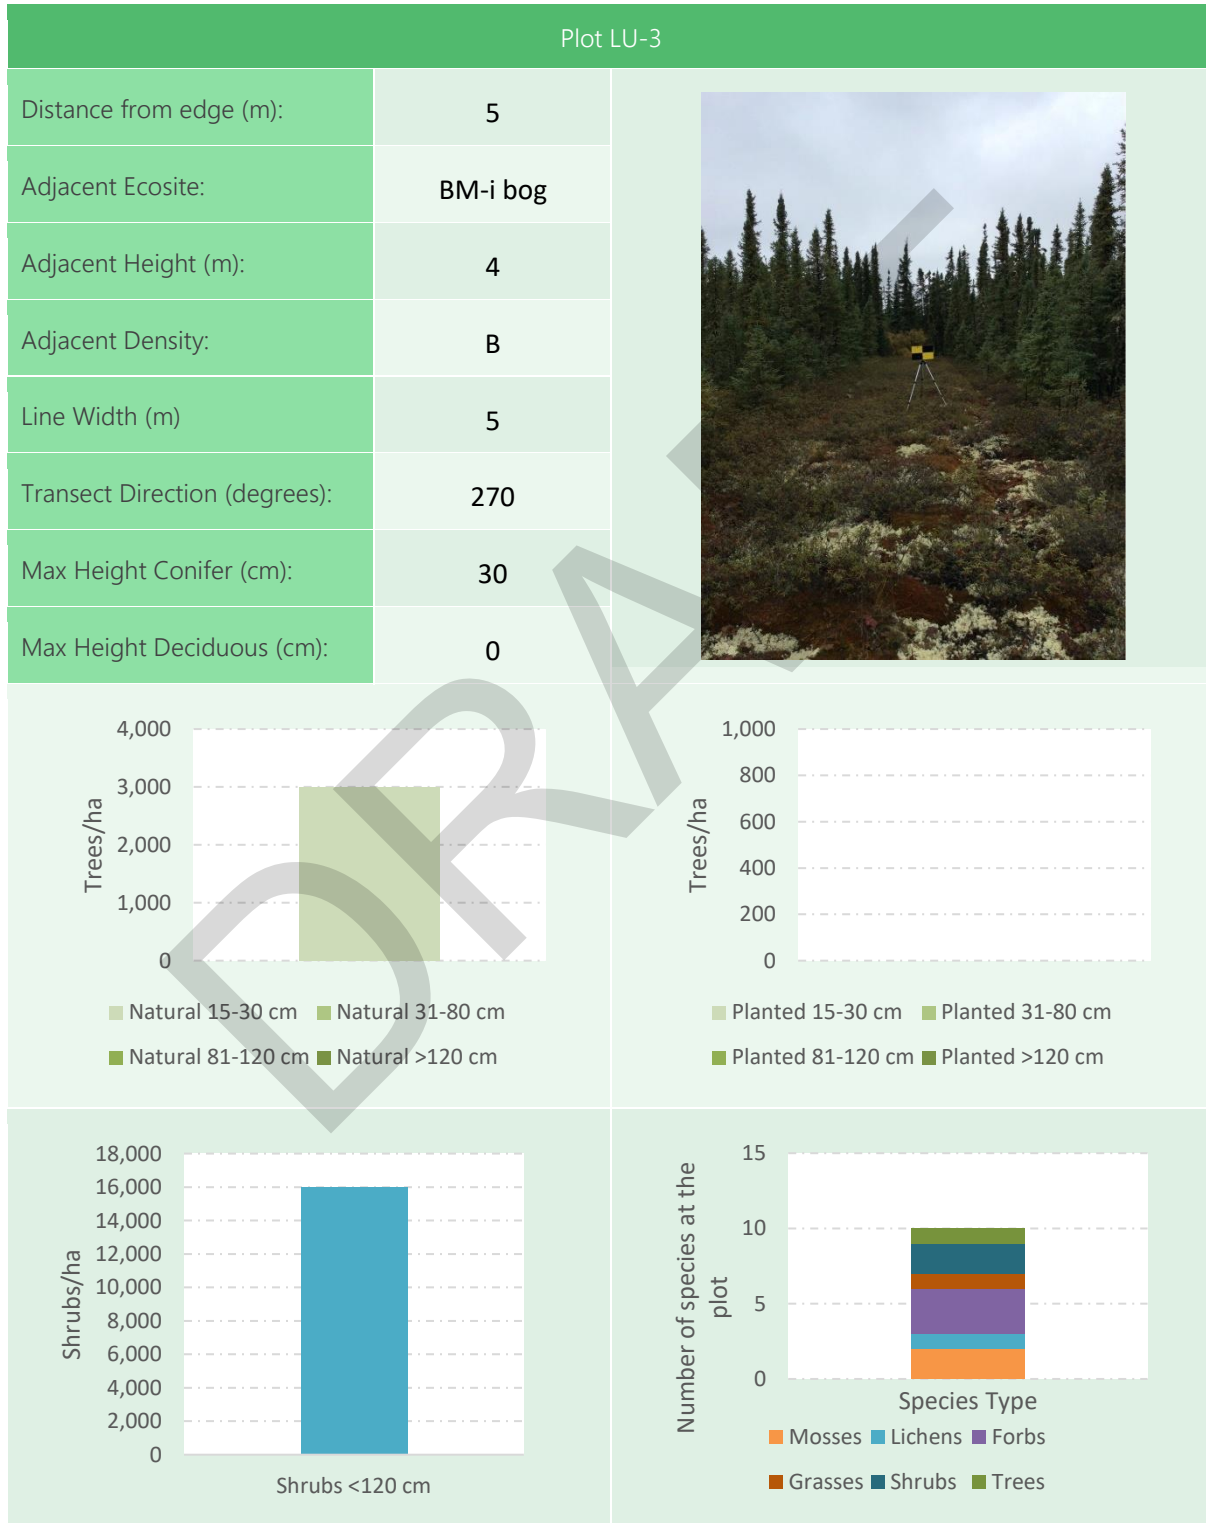 Plot LU-3
Distance from edge (m): 5
Adjacent Ecosite: BM-i bog
Adjacent Height (m): 4
Adjacent Density: B
Line Width (m) 5
Transect Direction (degrees): 270
Max Height Conifer (cm): 30
Max Height Deciduous (cm): 0
DRAFT
Trees/ha
4,000
3,000
2,000
1,000
0
Natural 15-30 cm Natural 31-80 cm
Natural 81-120 cm Natural >120 cm
Trees/ha
1,000
800
600
400
200
0
Planted 15-30 cm Planted 31-80 cm
Planted 81-120 cm Planted >120 cm
Shrubs/ha
18,000
16,000
14,000
12,000
10,000
8,000
6,000
4,000
2,000
0
Shrubs <120 cm
Number of species at the
plot
15
10
5
0
Species Type
Mosses Lichens Forbs
Grasses Shrubs Trees